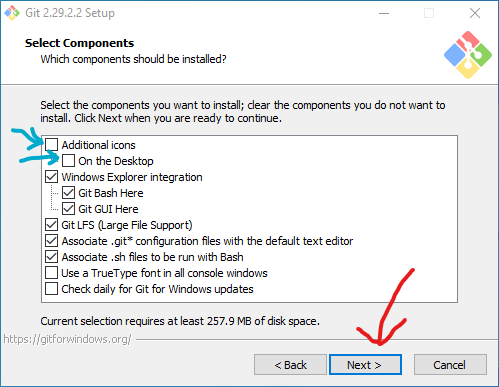 Git 2.29.2.2 Setup
Select Components
Which components should be installed?
Select the components you want to install; clear the components you do not want to
install. Click Next when you are ready to continue.
Additional icons
On the Desktop
Windows Explorer integration
Git Bash Here
Git GUI Here
Git LFS (Large File Support)
Associate .git* configuration files with the default text editor
Associate .sh files to be run with Bash
Use a TrueType font in all console windows
Check daily for Git for Windows updates
Current selection requires at least 257.9 MB of disk space.
https://gitforwindows.org/
< Back
Next >
Cancel